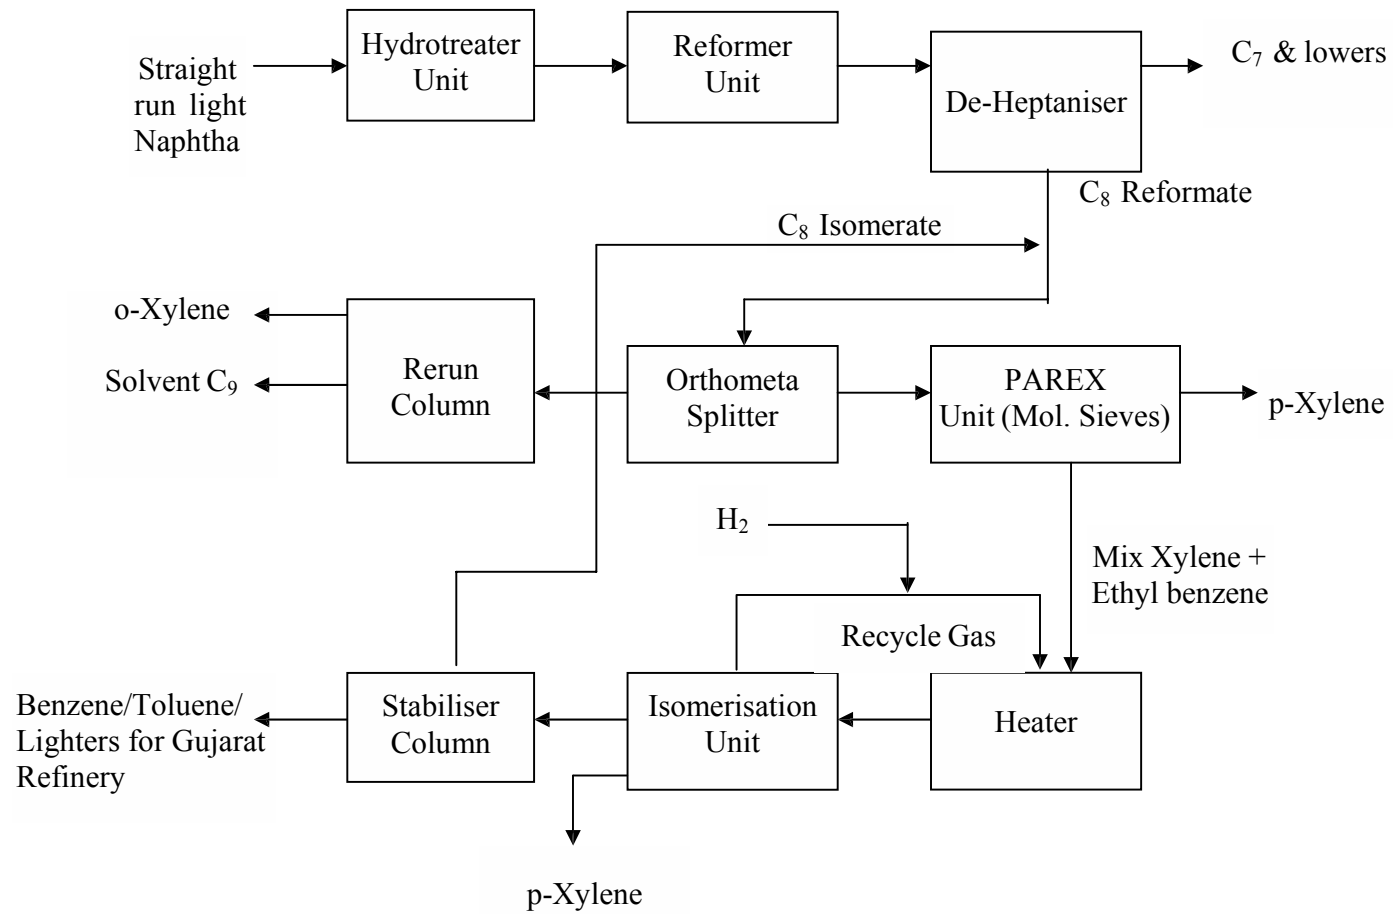 Straight
run light
Naphtha
Hydrotreater
Unit
Reformer
Unit
De-Heptaniser
C₇ & lowers
C₈ Reformate
C₈ Isomerate
o-Xylene
Solvent C₉
Rerun
Column
Orthometa
Splitter
PAREX
Unit (Mol. Sieves)
p-Xylene
H₂
Mix Xylene +
Ethyl benzene
Recycle Gas
Benzene/Toluene/
Lighters for Gujarat
Refinery
Stabiliser
Column
Isomerisation
Unit
Heater
p-Xylene